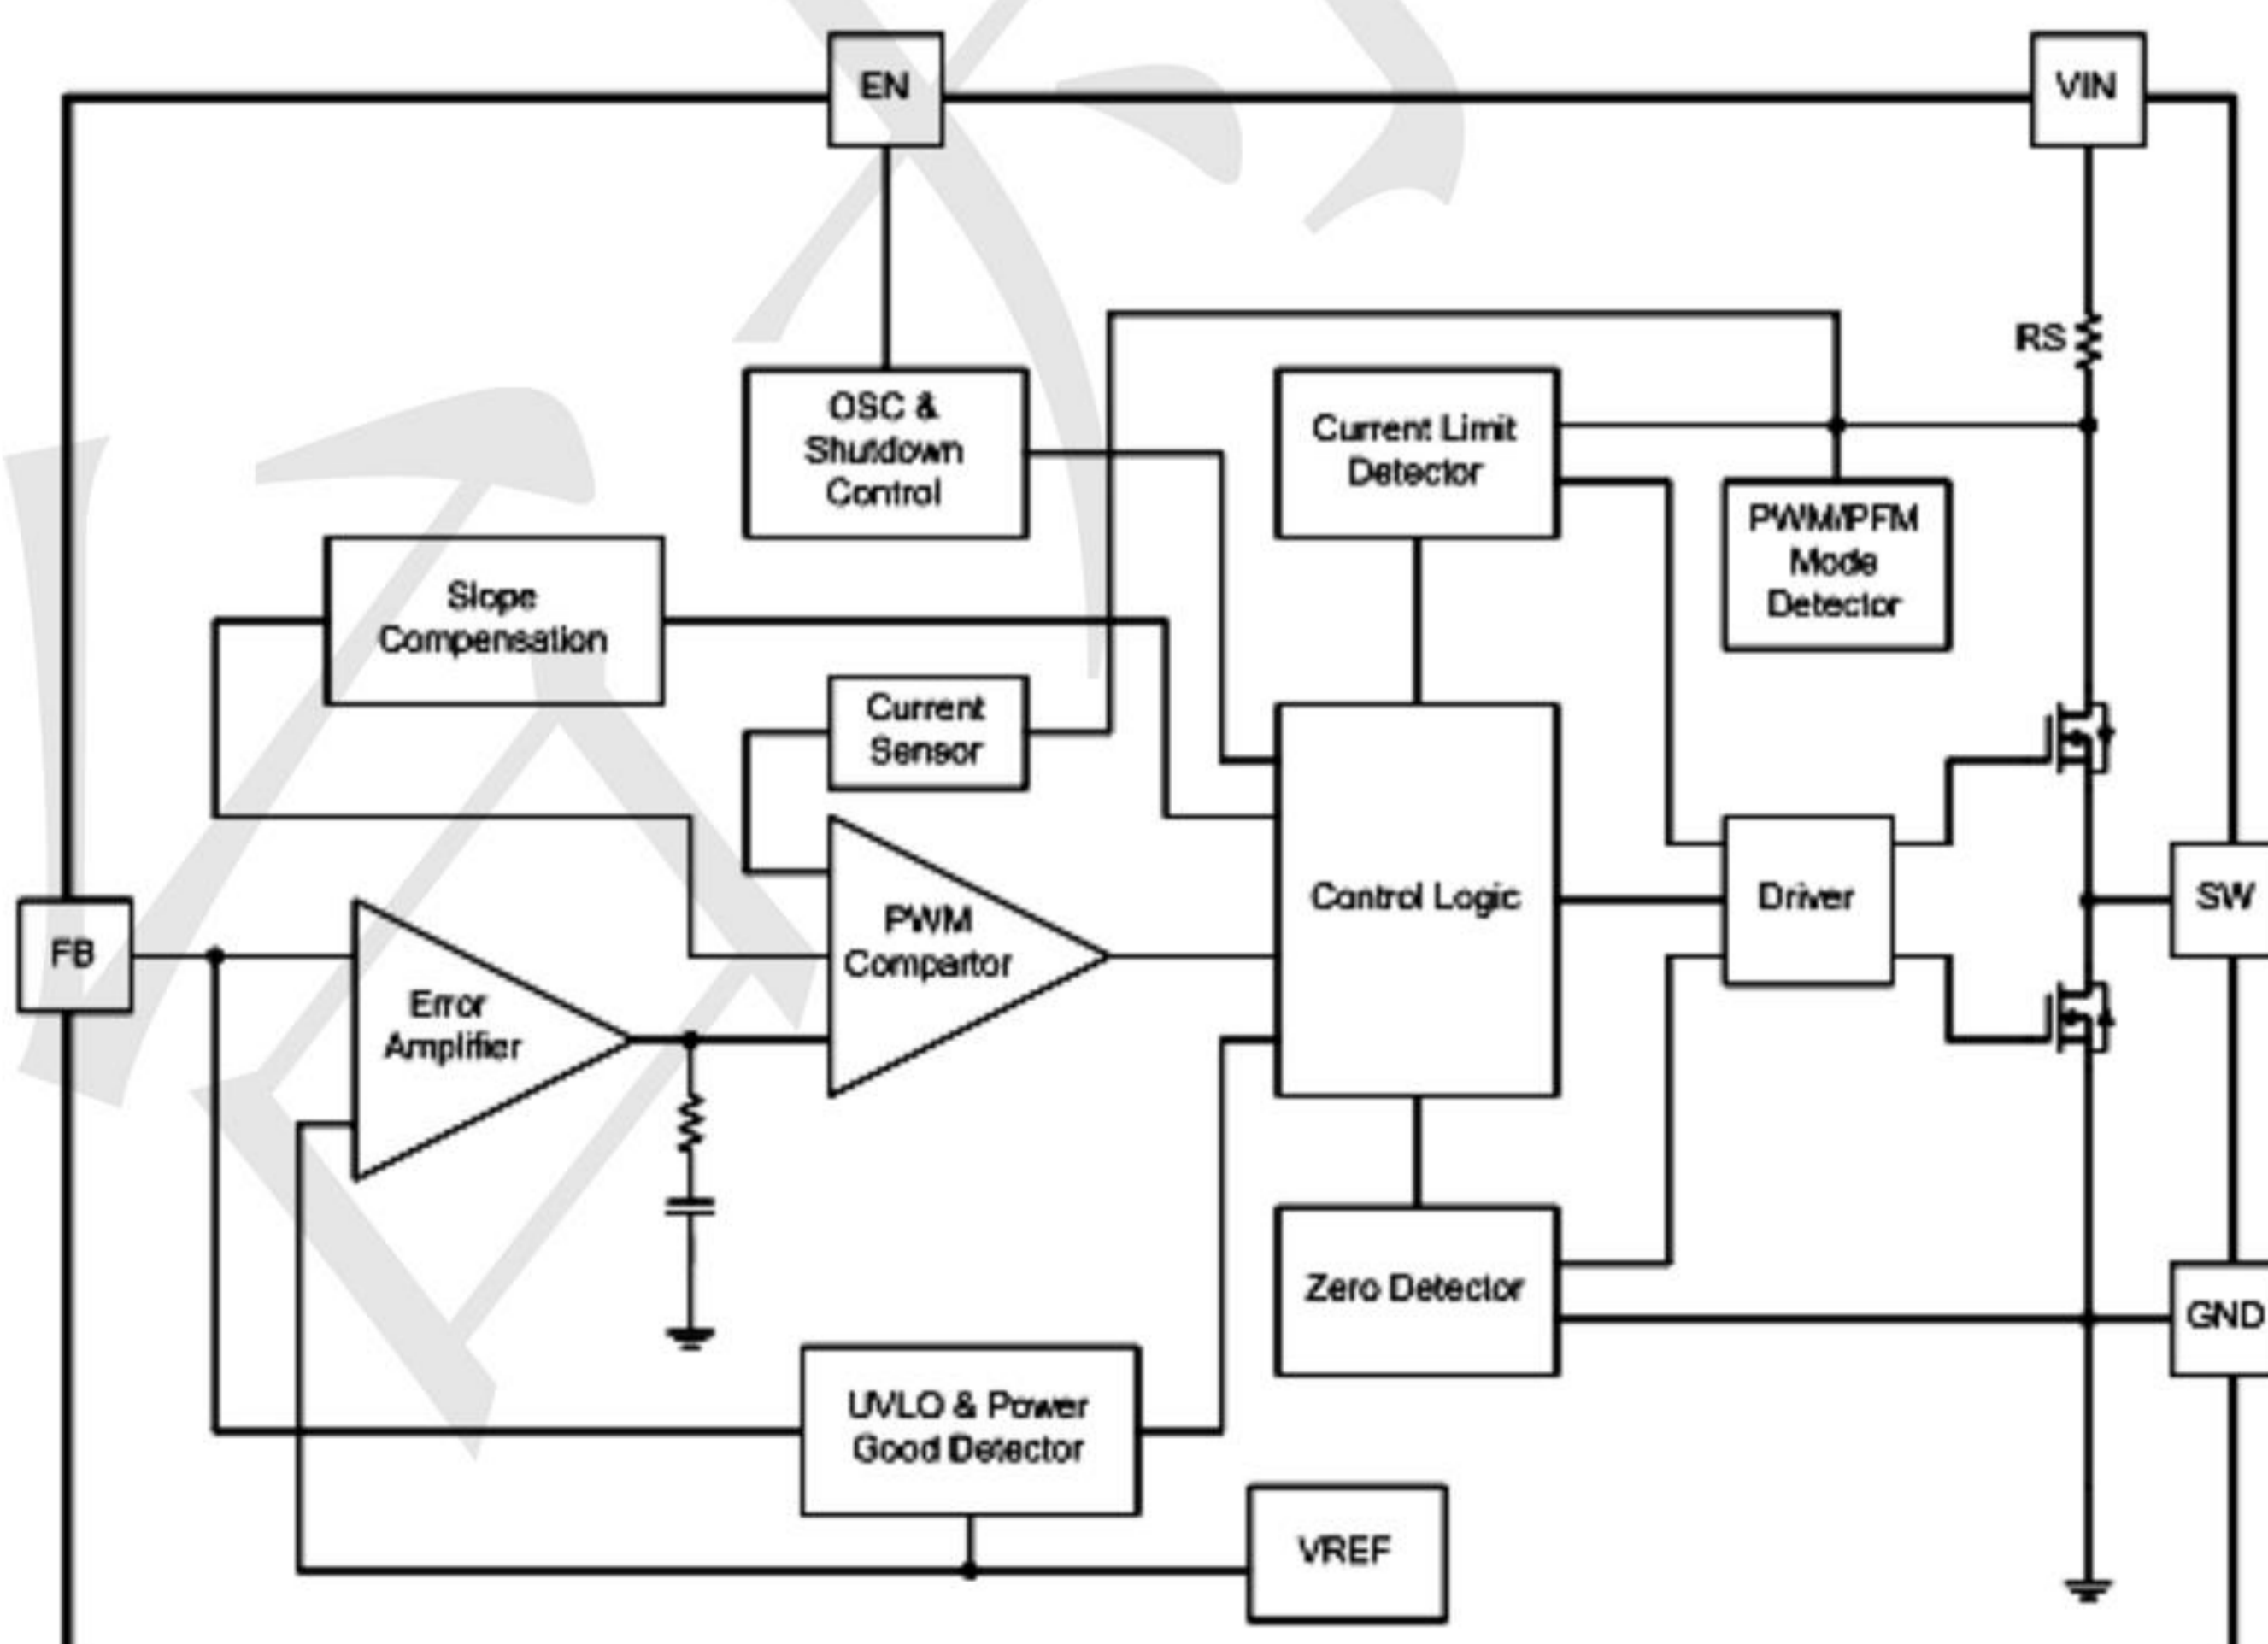 EN
VIN
RS
OSC &
Shutdown
Control
Current Limit
Detector
PWM/PFM
Mode
Detector
Slope
Compensation
Current
Sensor
PWM
Compartor
Control Logic
Driver
SW
FB
Error
Amplifier
Zero Detector
GND
UVLO & Power
Good Detector
VREF